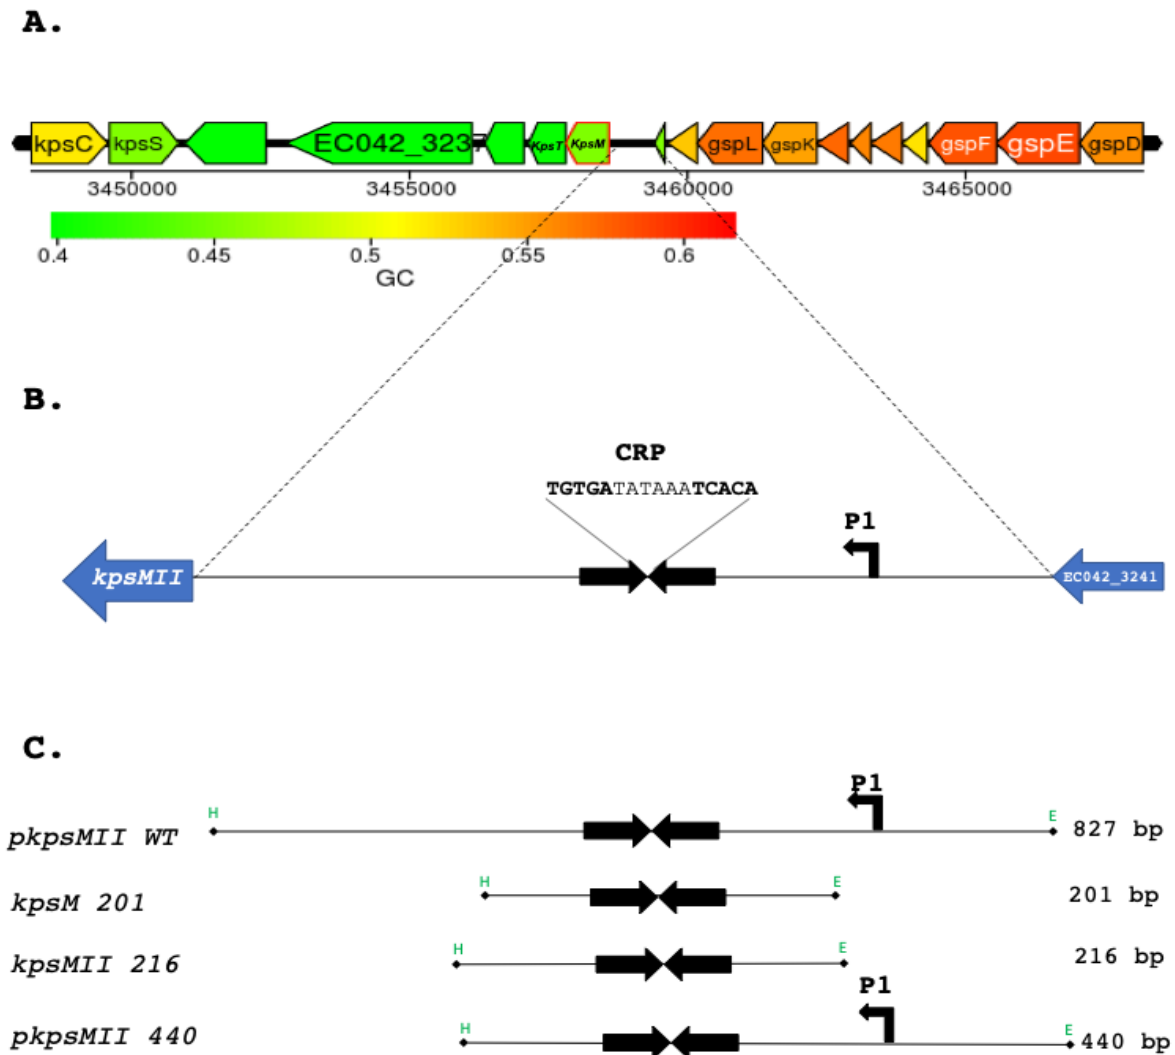 A.
kpsC kpsS EC042_323 KpsT KpsM gspL gspK gspF gspE gspD
3450000 3455000 3460000 3465000
0.4 0.45 0.5 0.55 0.6
GC
B.
CRP
TGTGATATAAATCACA
P1
kpsMII EC042_3241
C.
P1
H E
pkpsMII WT 827 bp
H E
kpsM 201 201 bp
H E
kpsMII 216 216 bp
P1
H E
pkpsMII 440 440 bp